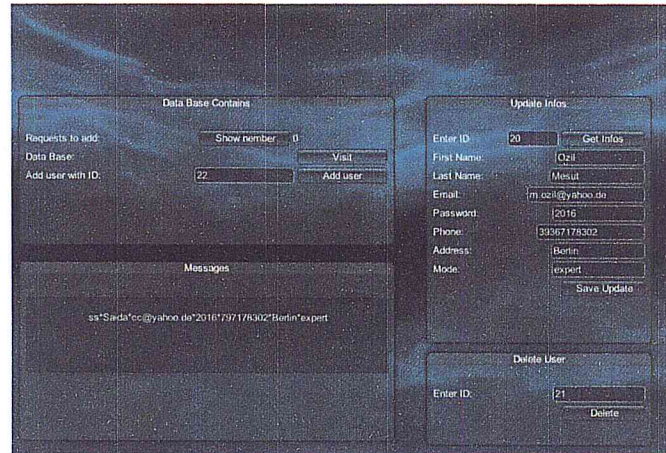 Data Base Contains
Requests to add: Show nember 0
Data Base: Visit
Add user with ID: 22 Add user
Messages
ss*Saida*cc@yahoo.de*2016*797178302*Berlin*expert
Update Infos
Enter ID 20 Get Infos
First Name: Ozil
Last Name: Mesut
Email: m.ozil@yahoo.de
Password: 2016
Phone: 39367178302
Address: Berlin
Mode: expert
Save Update
Delete User
Enter ID: 21
Delete